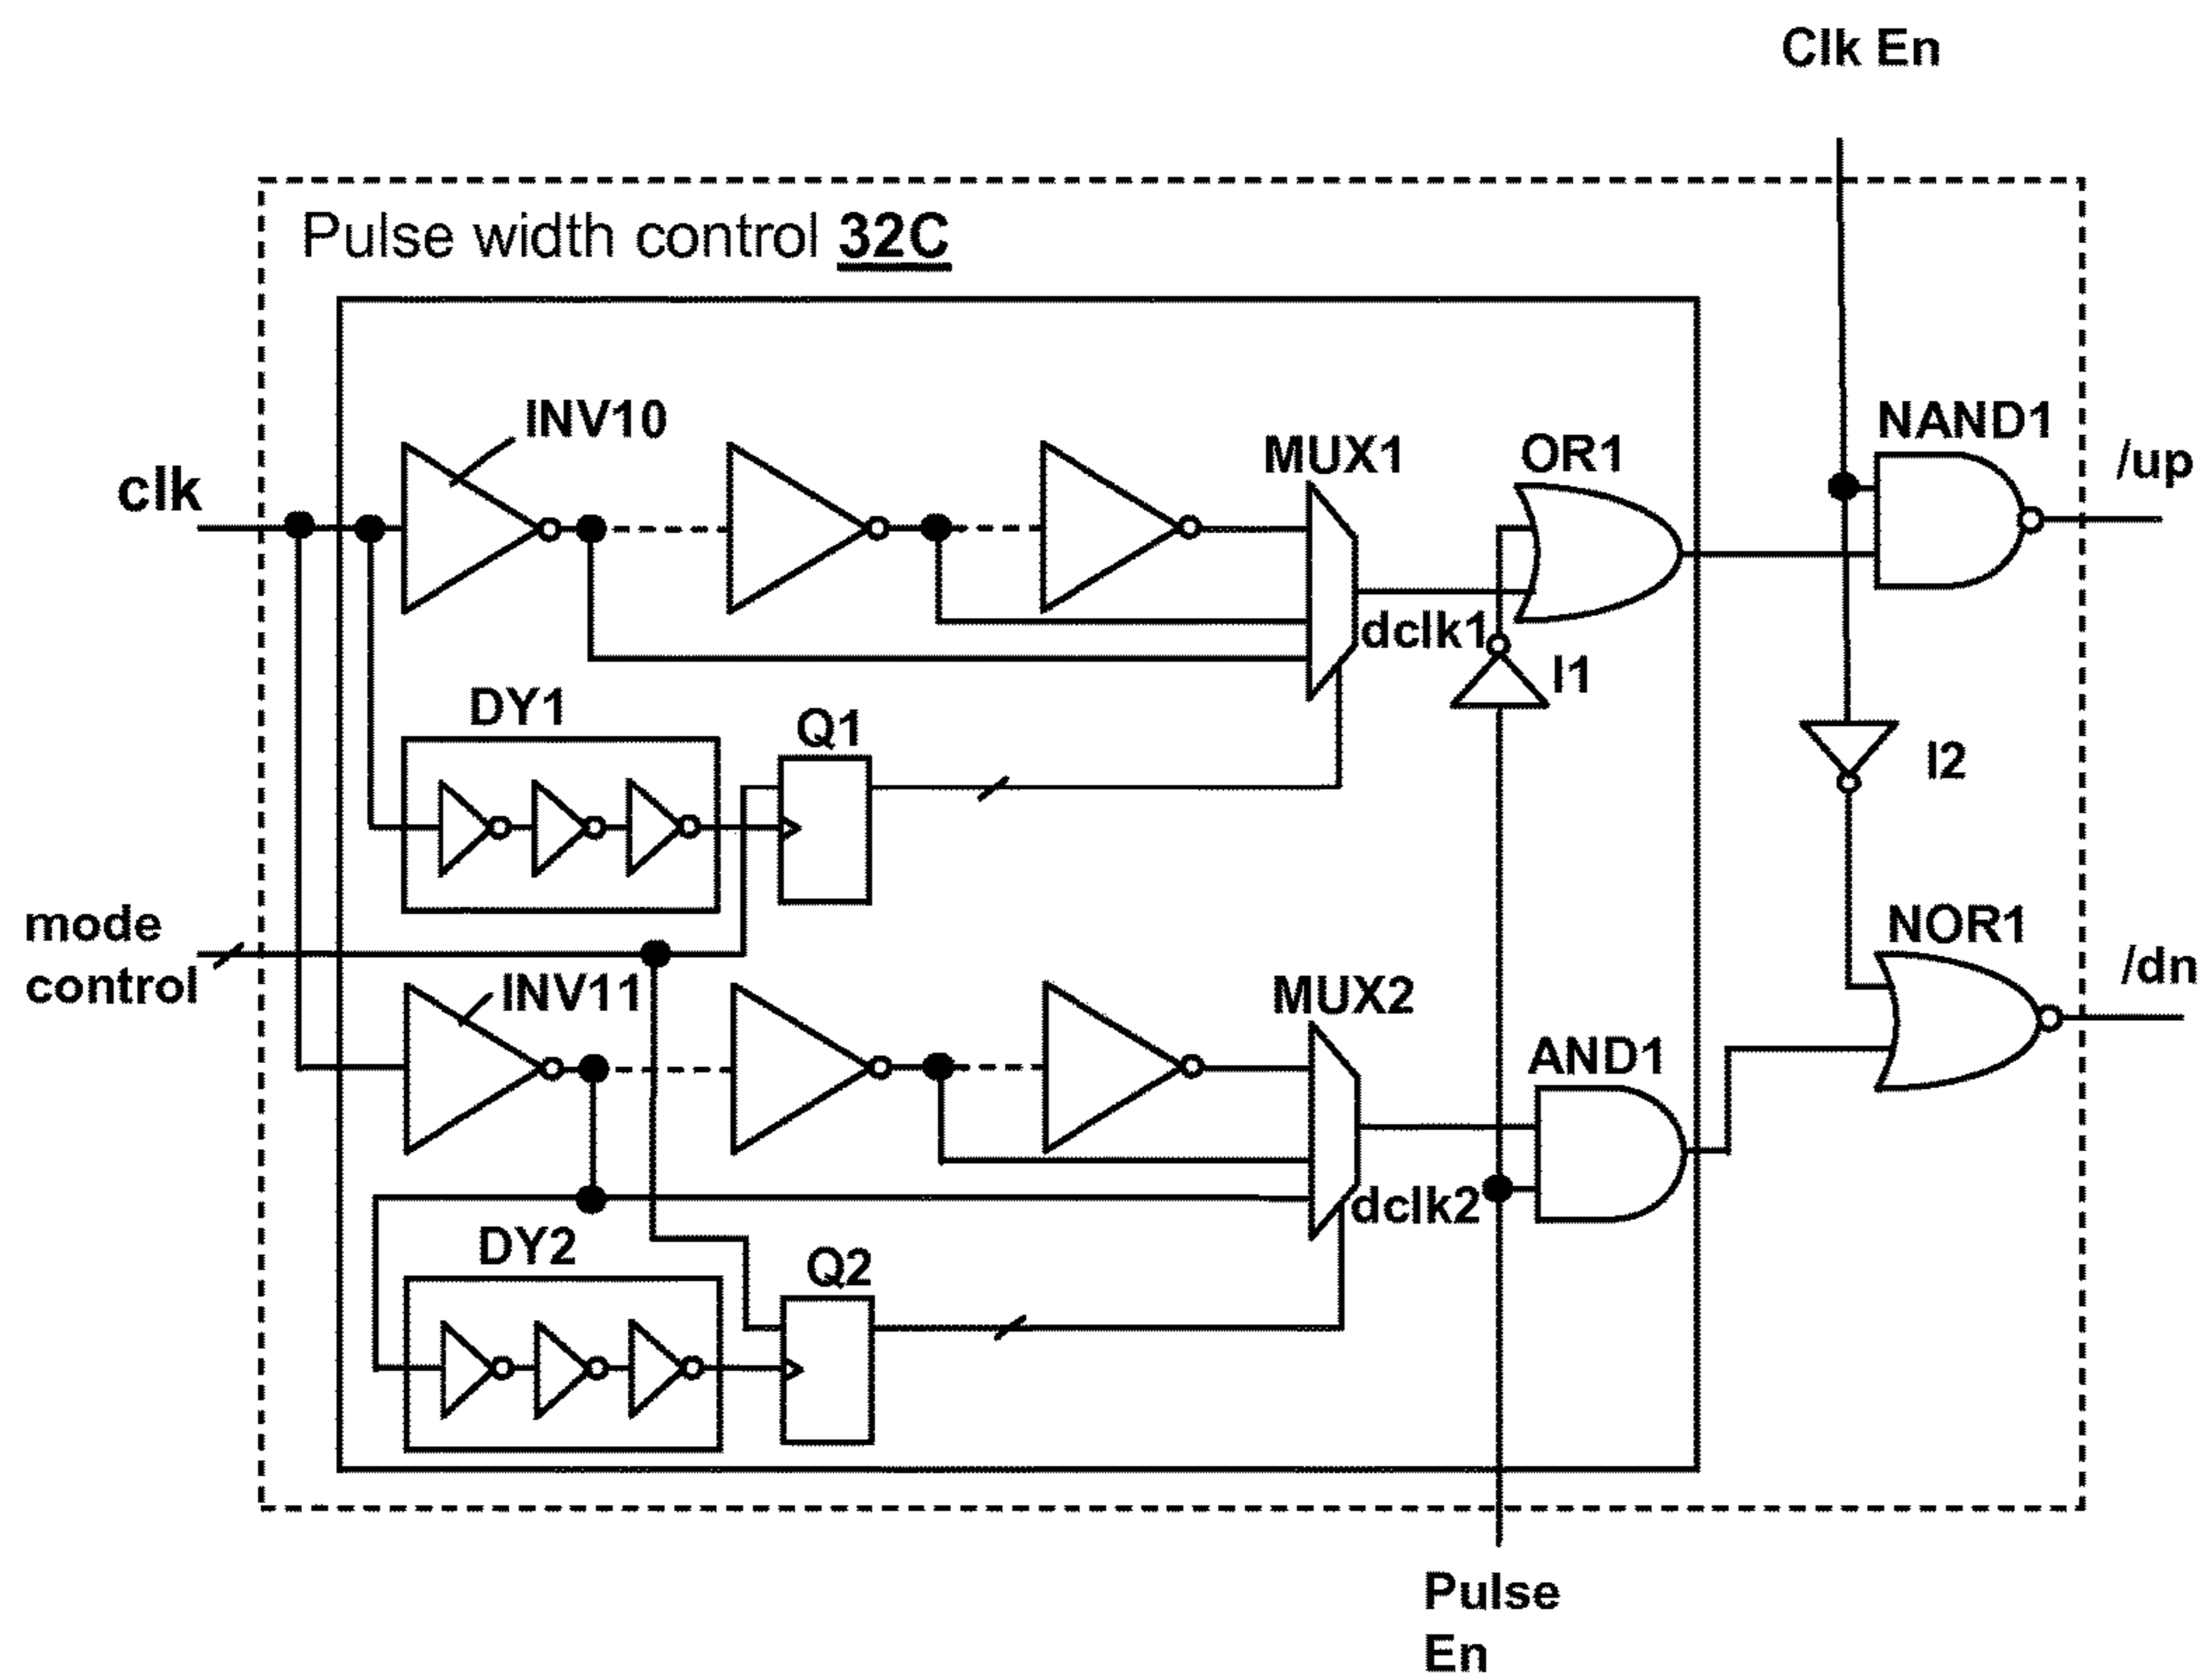 Clk En
Pulse width control 32C
INV10
clk
MUX1
OR1
NAND1
/up
dclk1
I1
DY1
Q1
I2
mode
control
INV11
MUX2
AND1
NOR1
/dn
dclk2
DY2
Q2
Pulse
En